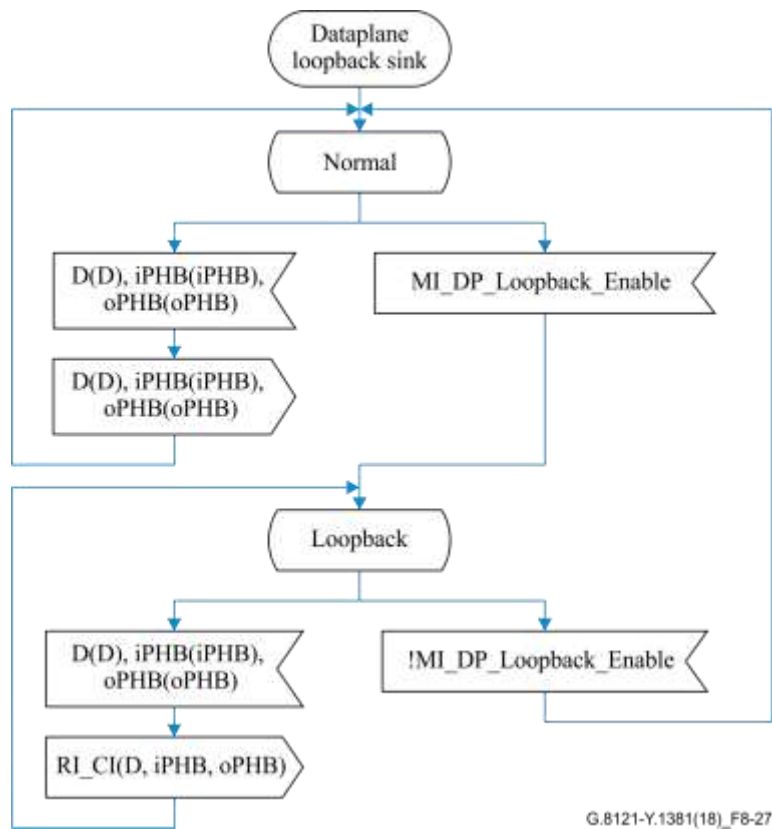 Dataplane
loopback sink
Normal
D(D), iPHB(iPHB),
oPHB(oPHB)
MI_DP_Loopback_Enable
D(D), iPHB(iPHB),
oPHB(oPHB)
Loopback
D(D), iPHB(iPHB),
oPHB(oPHB)
!MI_DP_Loopback_Enable
RI_CI(D, iPHB, oPHB)
G.8121-Y.1381(18)_F8-27